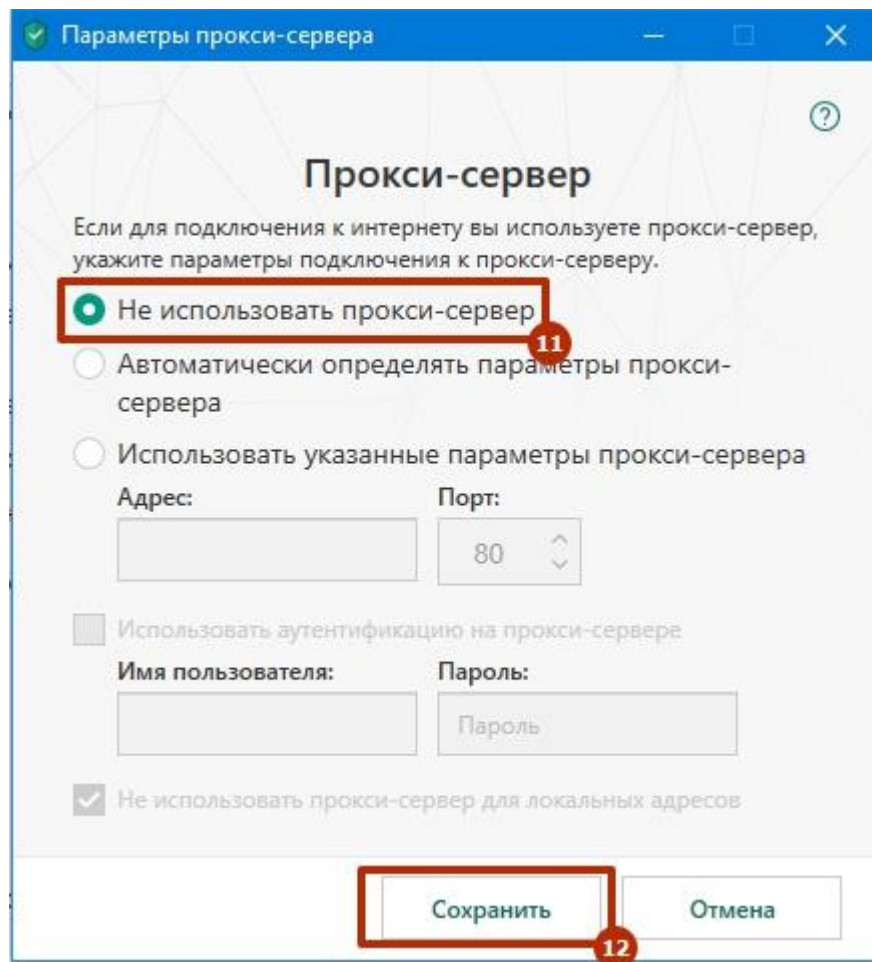 Параметры прокси-сервера
Прокси-сервер
Если для подключения к интернету вы используете прокси-сервер,
укажите параметры подключения к прокси-серверу.
Не использовать прокси-сервер
11
Автоматически определять параметры прокси-
сервера
Использовать указанные параметры прокси-сервера
Адрес: Порт:
80
Использовать аутентификацию на прокси-сервере
Имя пользователя: Пароль:
Пароль
Не использовать прокси-сервер для локальных адресов
Сохранить Отмена
12